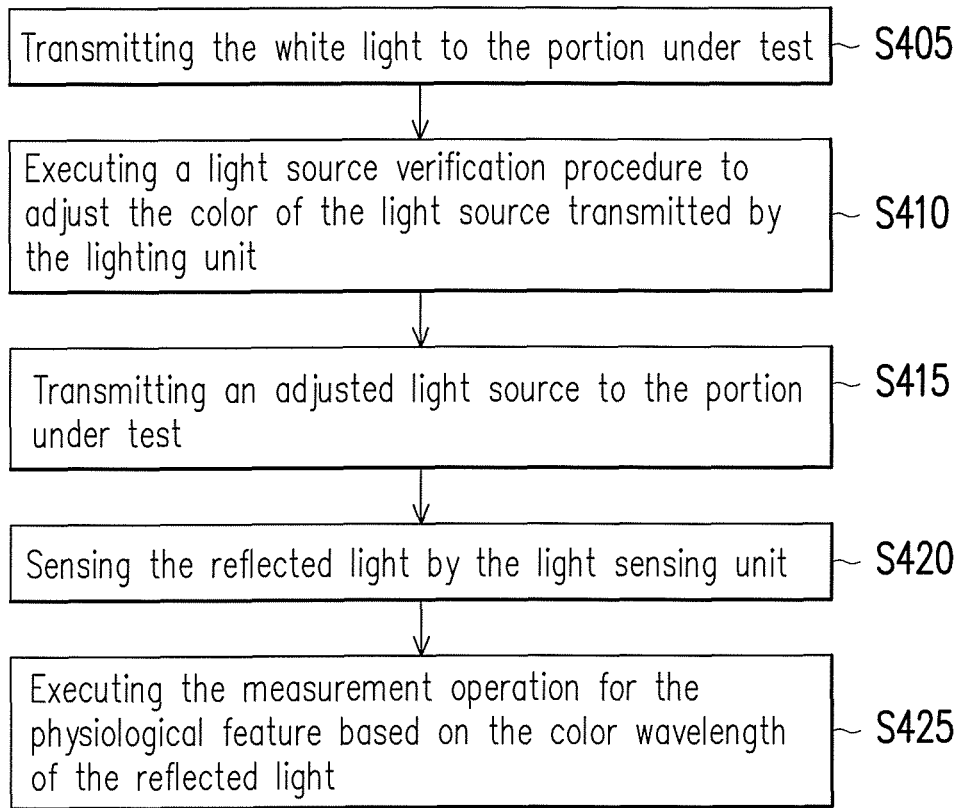 Transmitting the white light to the portion under test
S405
Executing a light source verification procedure to
adjust the color of the light source transmitted by
the lighting unit
S410
Transmitting an adjusted light source to the portion
under test
S415
Sensing the reflected light by the light sensing unit
S420
Executing the measurement operation for the
physiological feature based on the color wavelength
of the reflected light
S425